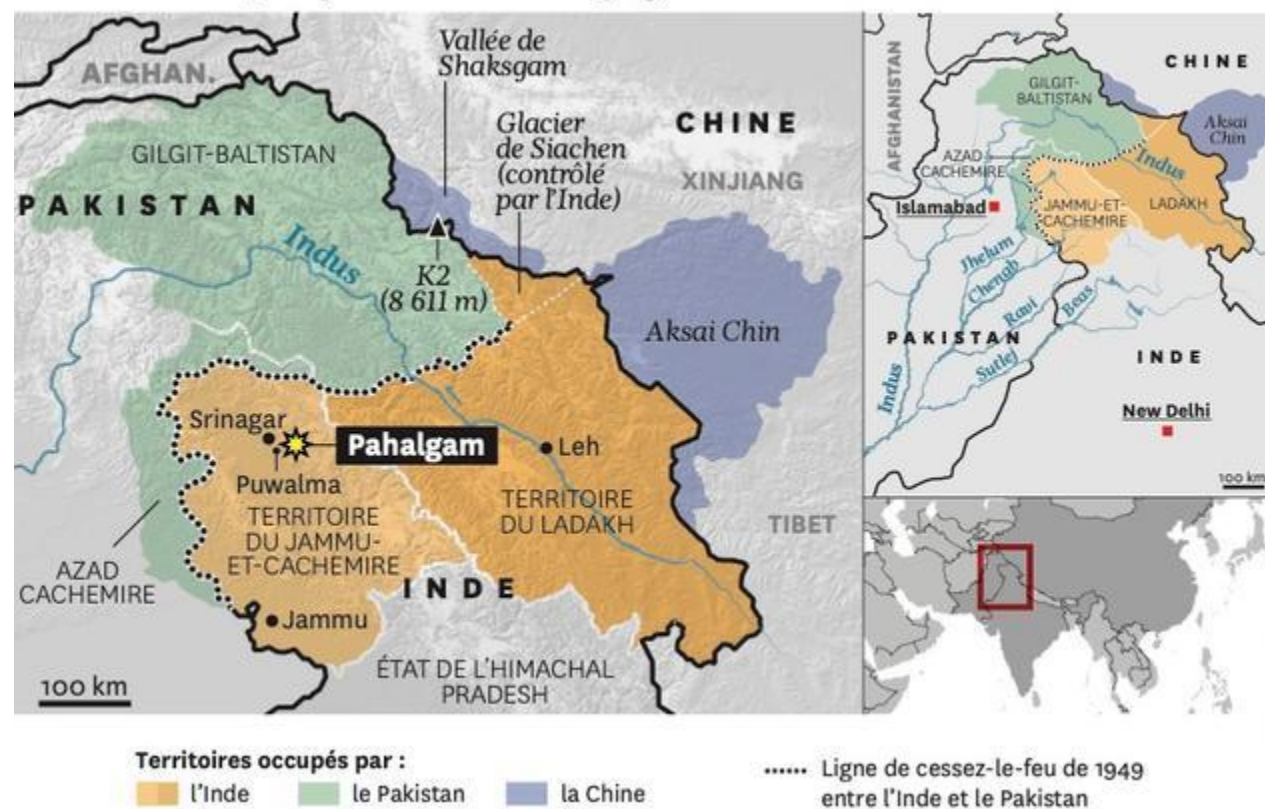 AFGHAN.
Vallée de
Shaksgam
GILGIT-BALTISTAN
Glacier
de Siachen
(contrôlé
par l'Inde)
CHINE
XINJIANG
PAKISTAN
Indus
K2
(8 611 m)
Aksai Chin
Srinagar
Pahalgam
Leh
Puwalma
TERRITOIRE
DU JAMMU-
ET-CACHEMIRE
TERRITOIRE
DU LADAKH
TIBET
AZAD
CACHEMIRE
INDE
Jammu
ÉTAT DE L'HIMACHAL
PRADESH
100 km
AFGHANISTAN
CHINE
GILGIT-
BALTISTAN
Aksai
Chin
AZAD
CACHEMIRE
Indus
Islamabad
JAMMU-ET-
CACHEMIRE
LADAKH
Jhelum
Chenab
Ravi
Beas
PAKISTAN
Sutlej
INDE
Indus
New Delhi
100 km
Territoires occupés par :
l'Inde
le Pakistan
la Chine
Ligne de cessez-le-feu de 1949
entre l'Inde et le Pakistan